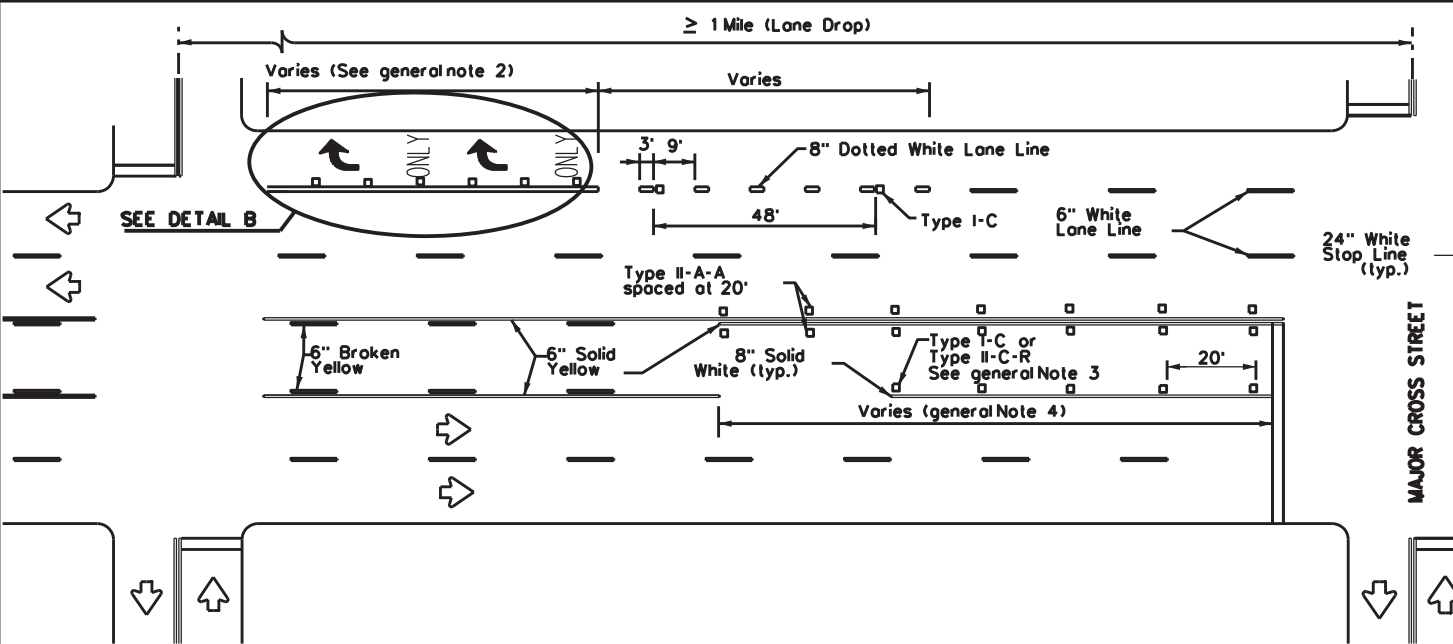 ≥ 1 Mile (Lane Drop)
Varies (See general note 2)
Varies
ONLY
ONLY
3' 9'
8" Dotted White Lane Line
SEE DETAIL B
48'
Type I-C
6" White
Lane Line
24" White
Stop Line
(typ.)
Type II-A-A
spaced at 20'
6" Broken
Yellow
6" Solid
Yellow
8" Solid
White (typ.)
Type I-C or
Type II-C-R
See general Note 3
20'
Varies (general Note 4)
MAJOR CROSS STREET